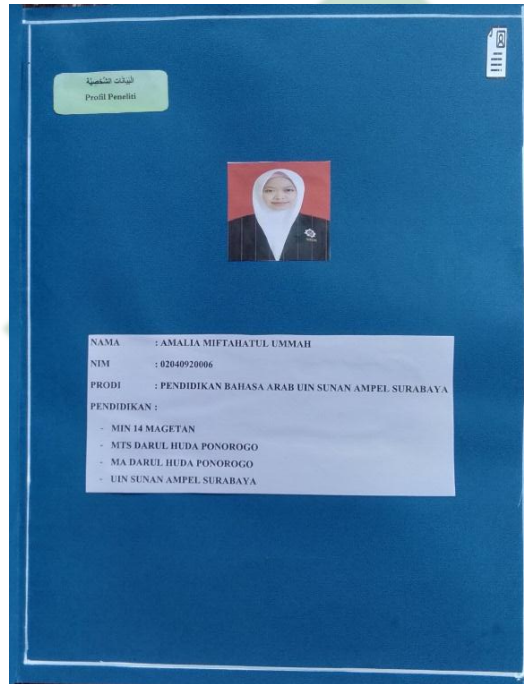 البيانات الشخصية
Profil Peneliti
NAMA : AMALIA MIFTAHATUL UMMAH
NIM : 02040920006
PRODI : PENDIDIKAN BAHASA ARAB UIN SUNAN AMPEL SURABAYA
PENDIDIKAN :
- MIN 14 MAGETAN
- MTS DARUL HUDA PONOROGO
- MA DARUL HUDA PONOROGO
- UIN SUNAN AMPEL SURABAYA